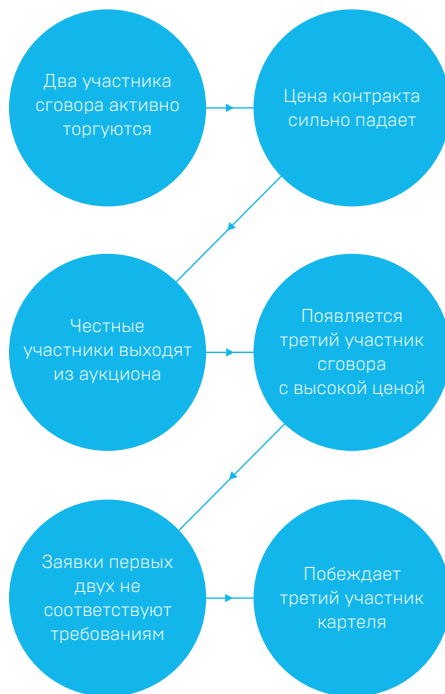 Два участника
сговора активно
торгуются
Цена контракта
сильно падает
Честные
участники выходят
из аукциона
Появляется
третий участник
сговора
с высокой ценой
Заявки первых
двух не
соответствуют
требованиям
Побеждает
третий участник
картеля